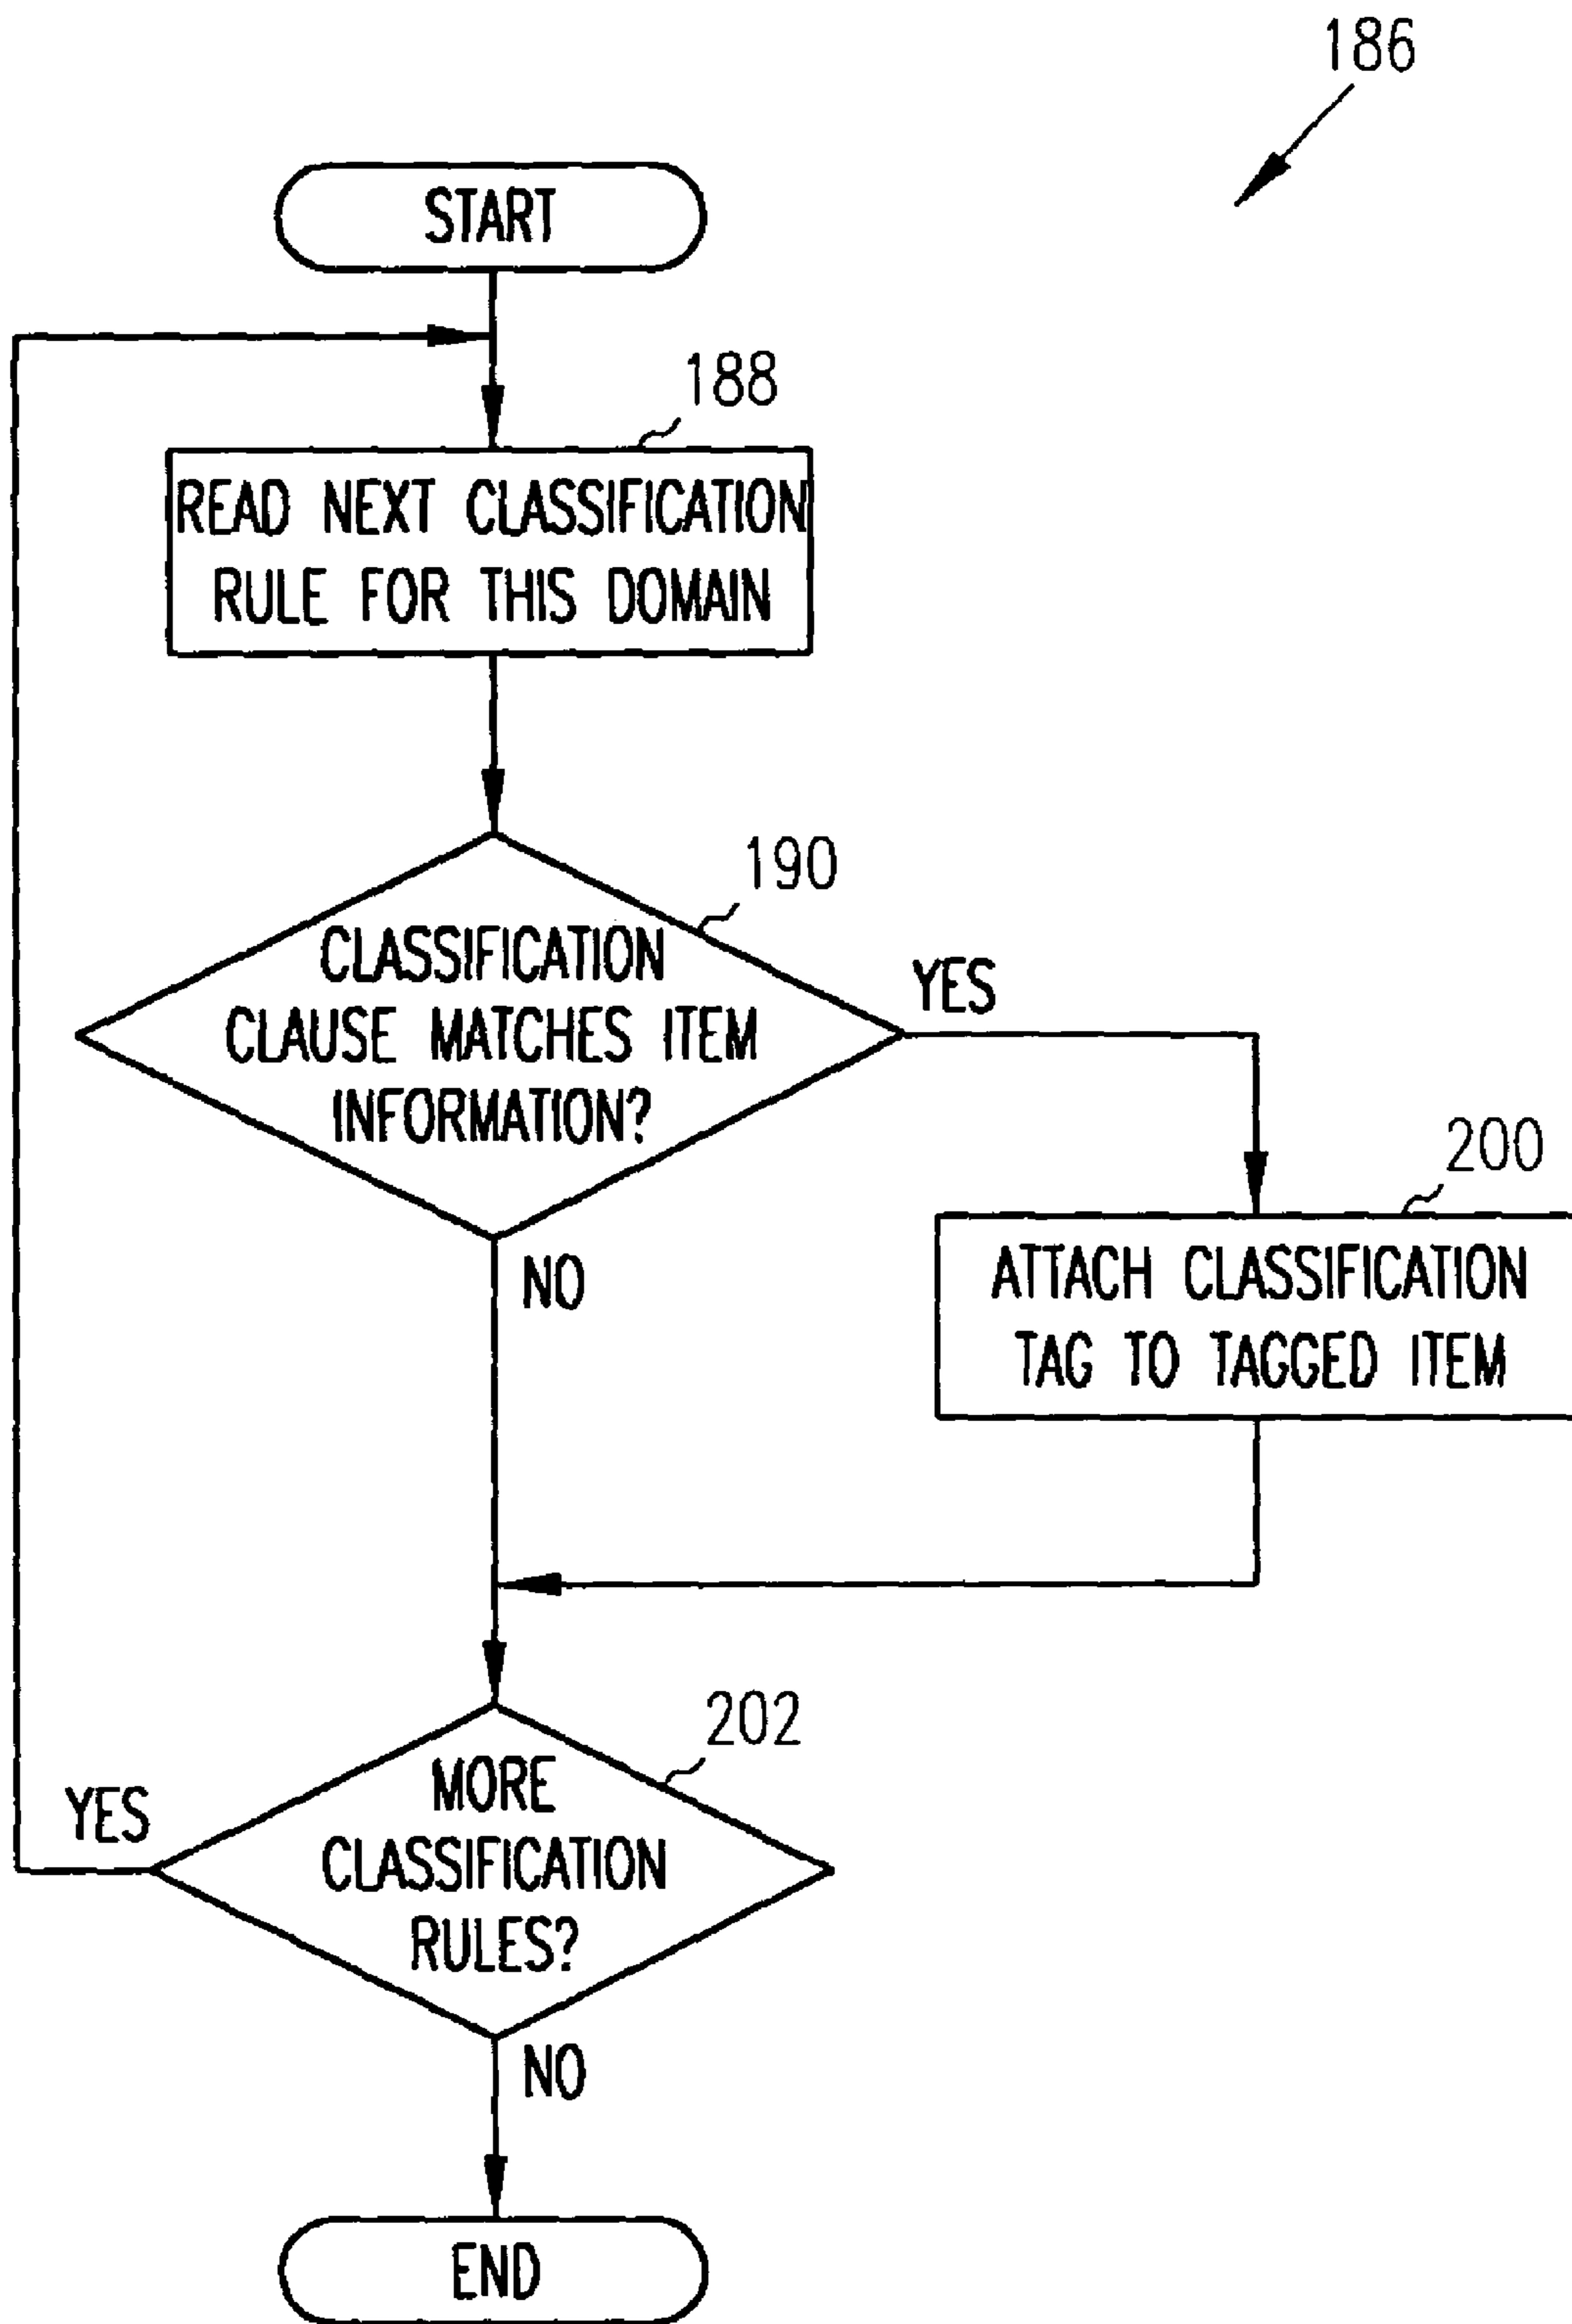 186
START
188
READ NEXT CLASSIFICATION
RULE FOR THIS DOMAIN
190
CLASSIFICATION
CLAUSE MATCHES ITEM
INFORMATION?
YES
NO
200
ATTACH CLASSIFICATION
TAG TO TAGGED ITEM
202
MORE
CLASSIFICATION
RULES?
YES
NO
END